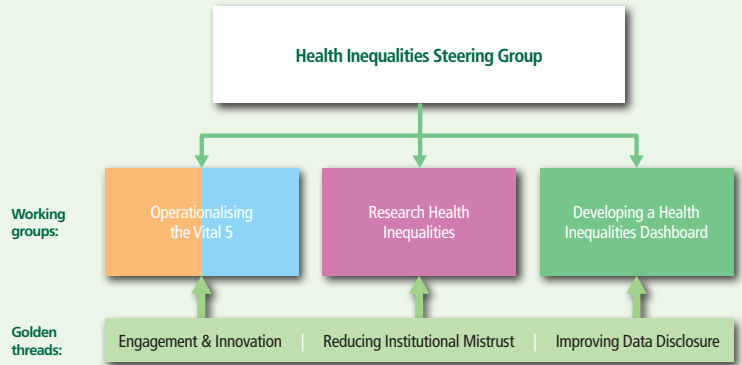 Health Inequalities Steering Group
Working
groups:
Operationalising
the Vital 5
Research Health
Inequalities
Developing a Health
Inequalities Dashboard
Golden
threads:
Engagement & Innovation | Reducing Institutional Mistrust | Improving Data Disclosure